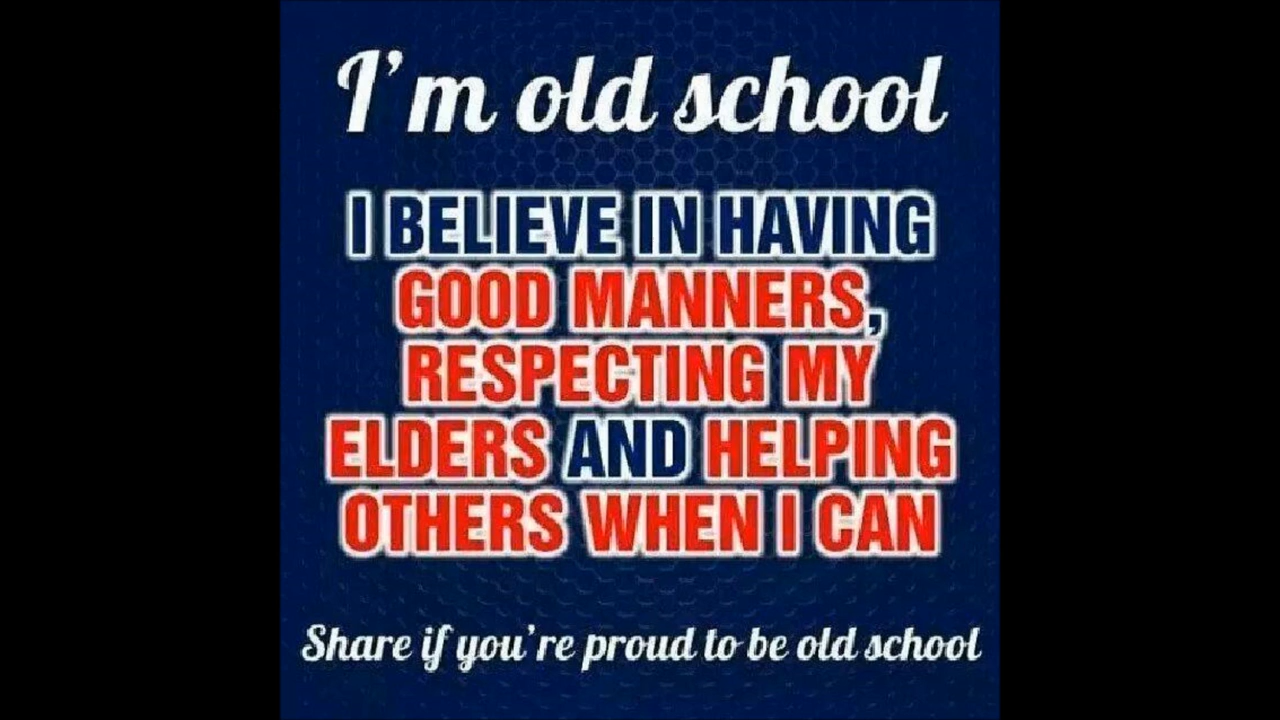 I'm old school
I BELIEVE IN HAVING
GOOD MANNERS,
RESPECTING MY
ELDERS AND HELPING
OTHERS WHEN I CAN
Share if you're proud to be old school